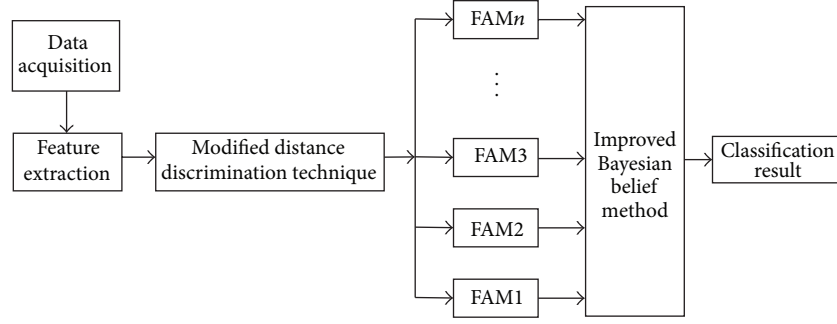 Data
acquisition
Feature
extraction
Modified distance
discrimination technique
FAMn
⋮
FAM3
FAM2
FAM1
Improved
Bayesian
belief
method
Classification
result